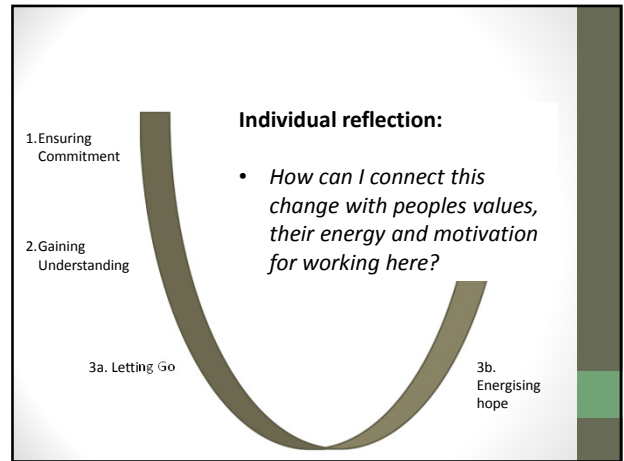 Individual reflection:
1.Ensuring
Commitment
• How can I connect this
change with peoples values,
their energy and motivation
for working here?
2.Gaining
Understanding
3a. Letting Go
3b.
Energising
hope